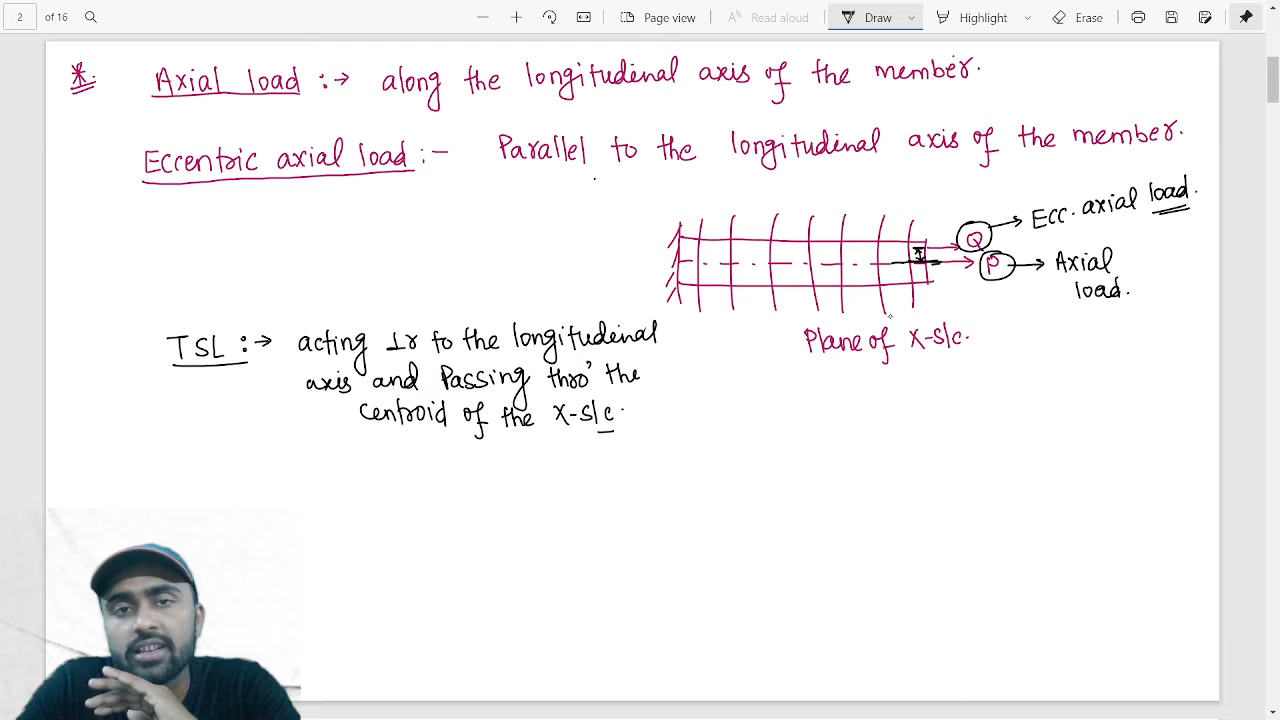 2 of 16
Page view
Read aloud
Draw
Highlight
Erase
Axial load :→ along the longitudinal axis of the member.
Eccentric axial load :- Parallel to the longitudinal axis of the member.
Q → Ecc. axial load.
P → Axial
load.
Plane of X-s/c.
TSL :→ acting ⊥r to the longitudenal
axis and Passing thro' the
Centroid of the X-s/c.